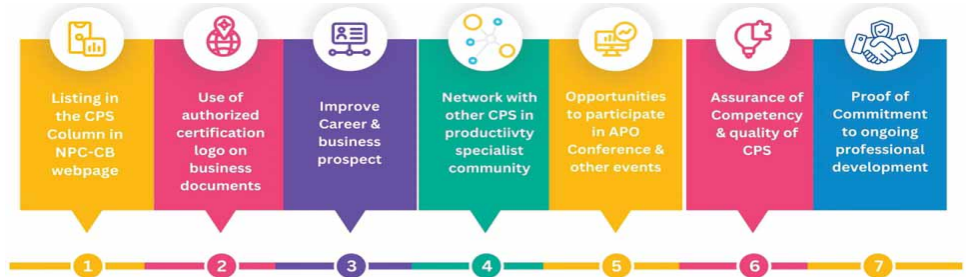 Listing in
the CPS
Column in
NPC-CB
webpage
Use of
authorized
certification
logo on
business
documents
Improve
Career &
business
prospect
Network with
other CPS in
productiivty
specialist
community
Opportunities
to participate
in APO
Conference &
other events
Assurance of
Competency
& quality of
CPS
Proof of
Commitment
to ongoing
professional
development
1
2
3
4
5
6
7